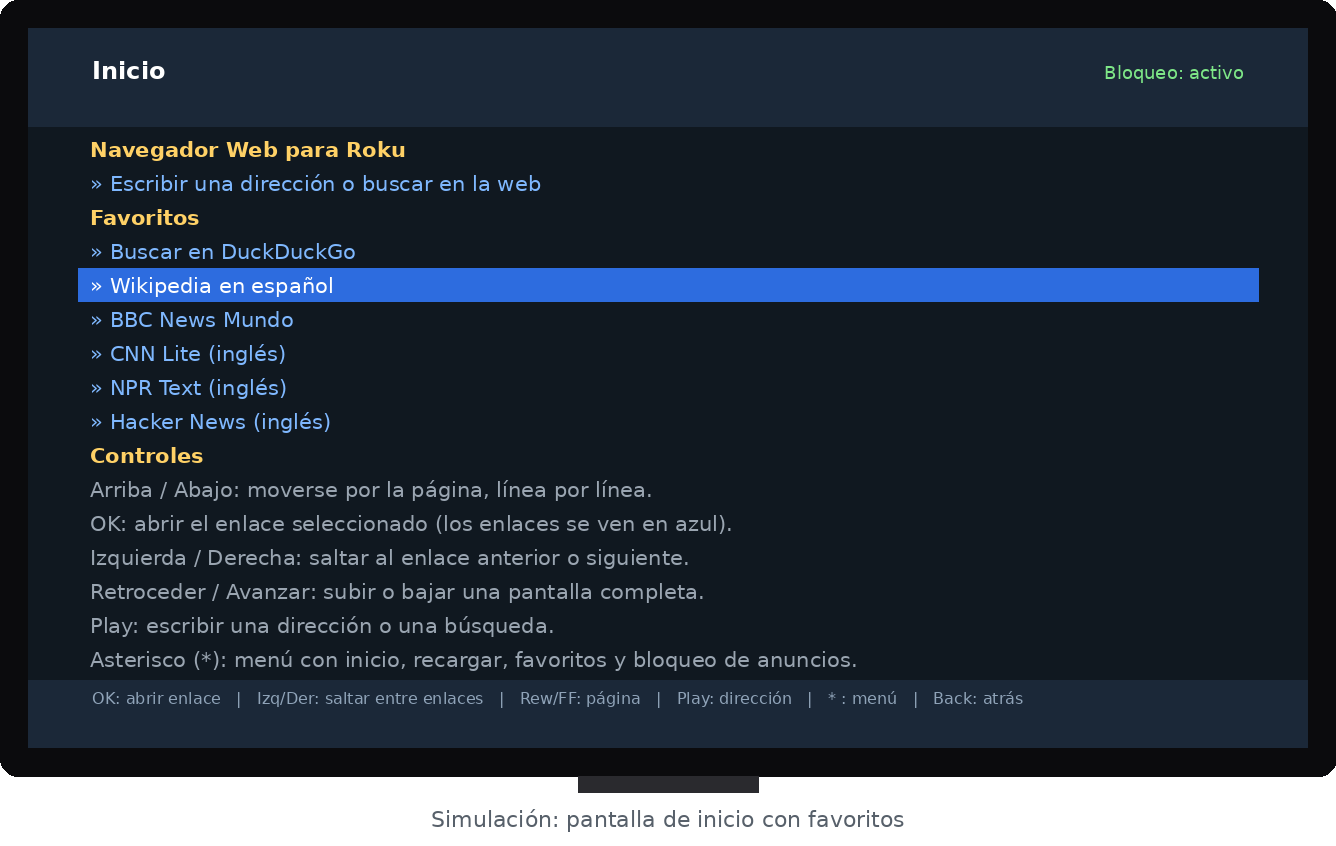 Inicio
Bloqueo: activo
Navegador Web para Roku
» Escribir una dirección o buscar en la web
Favoritos
» Buscar en DuckDuckGo
» Wikipedia en español
» BBC News Mundo
» CNN Lite (inglés)
» NPR Text (inglés)
» Hacker News (inglés)
Controles
Arriba / Abajo: moverse por la página, línea por línea.
OK: abrir el enlace seleccionado (los enlaces se ven en azul).
Izquierda / Derecha: saltar al enlace anterior o siguiente.
Retroceder / Avanzar: subir o bajar una pantalla completa.
Play: escribir una dirección o una búsqueda.
Asterisco (*): menú con inicio, recargar, favoritos y bloqueo de anuncios.
OK: abrir enlace | Izq/Der: saltar entre enlaces | Rew/FF: página | Play: dirección | * : menú | Back: atrás
Simulación: pantalla de inicio con favoritos